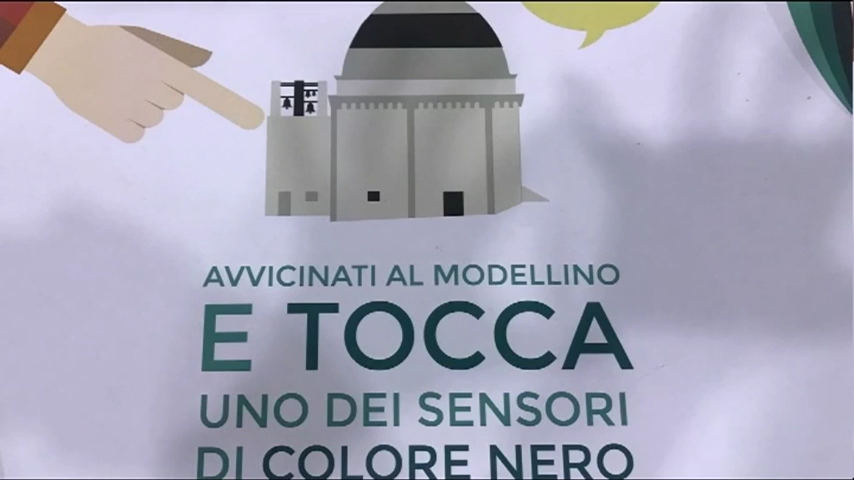 AVVICINATI AL MODELLINO
E TOCCA
UNO DEI SENSORI
DI COLORE NERO